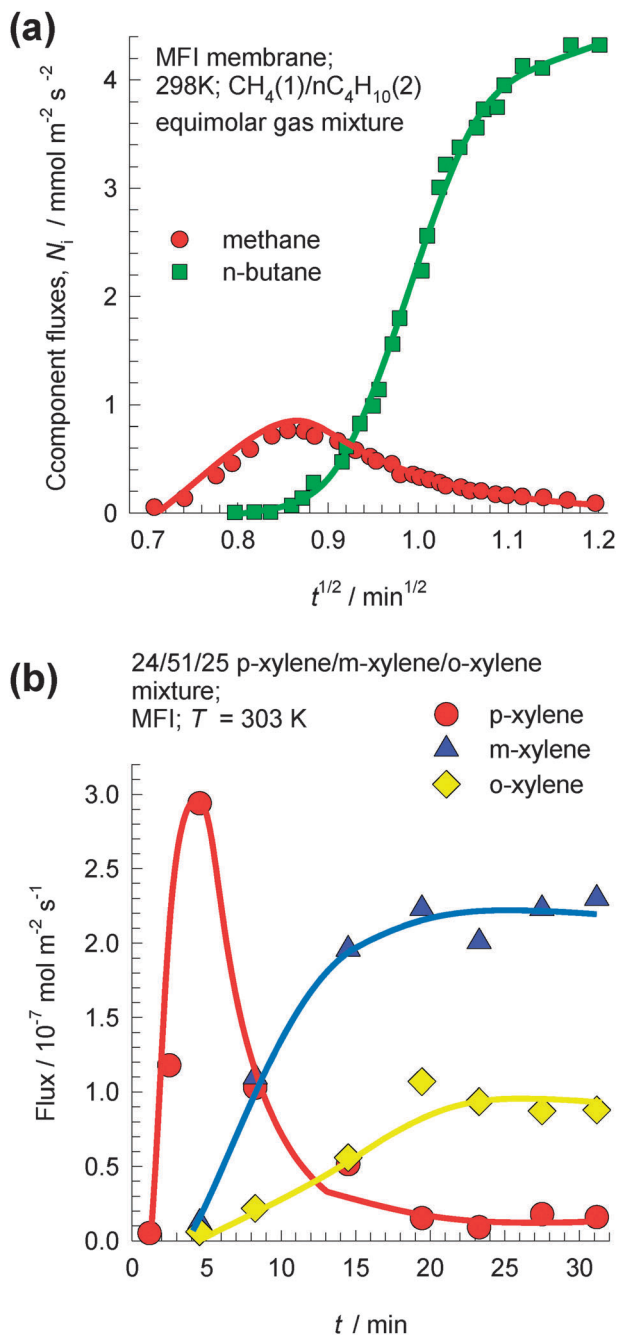 (a)
MFI membrane;
298K; CH₄(1)/nC₄H₁₀(2)
equimolar gas mixture
methane
n-butane
Ccomponent fluxes, Nᵢ / mmol m⁻² s⁻²
4
3
2
1
0
0.7 0.8 0.9 1.0 1.1 1.2
t¹/² / min¹/²
(b)
24/51/25 p-xylene/m-xylene/o-xylene
mixture;
MFI; T = 303 K
p-xylene
m-xylene
o-xylene
Flux / 10⁻⁷ mol m⁻² s⁻¹
3.0
2.5
2.0
1.5
1.0
0.5
0.0
0 5 10 15 20 25 30
t / min